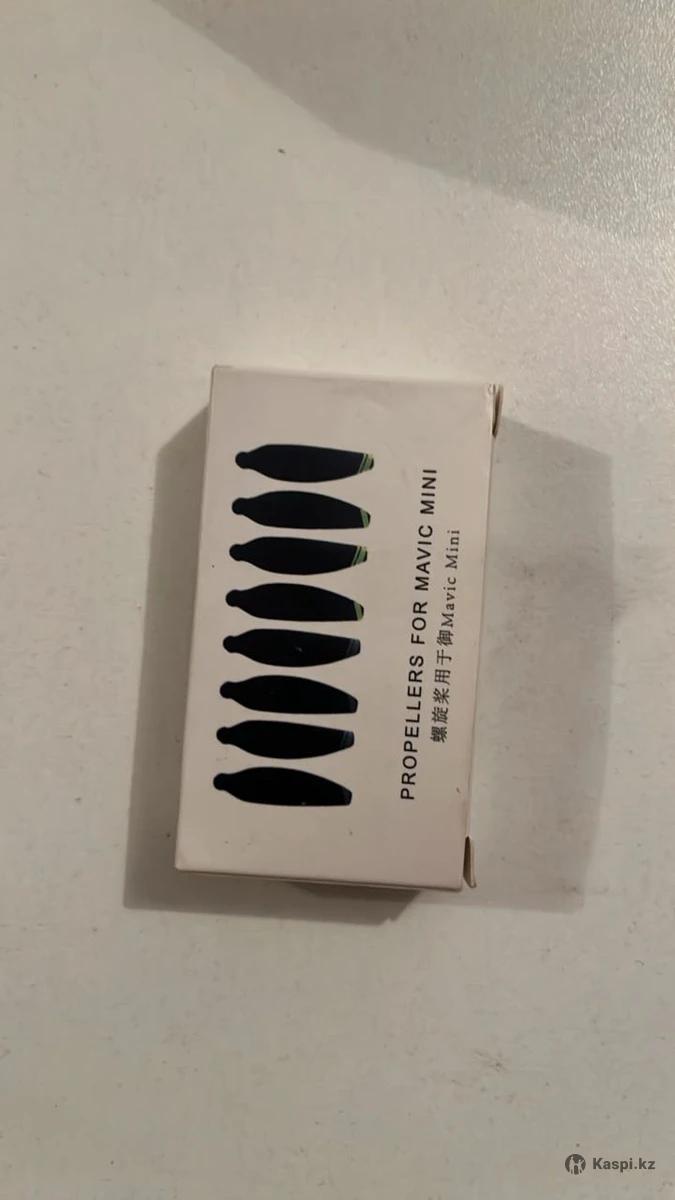 PROPELLERS FOR MAVIC MINI
螺旋桨用于御Mavic Mini
Kaspi.kz